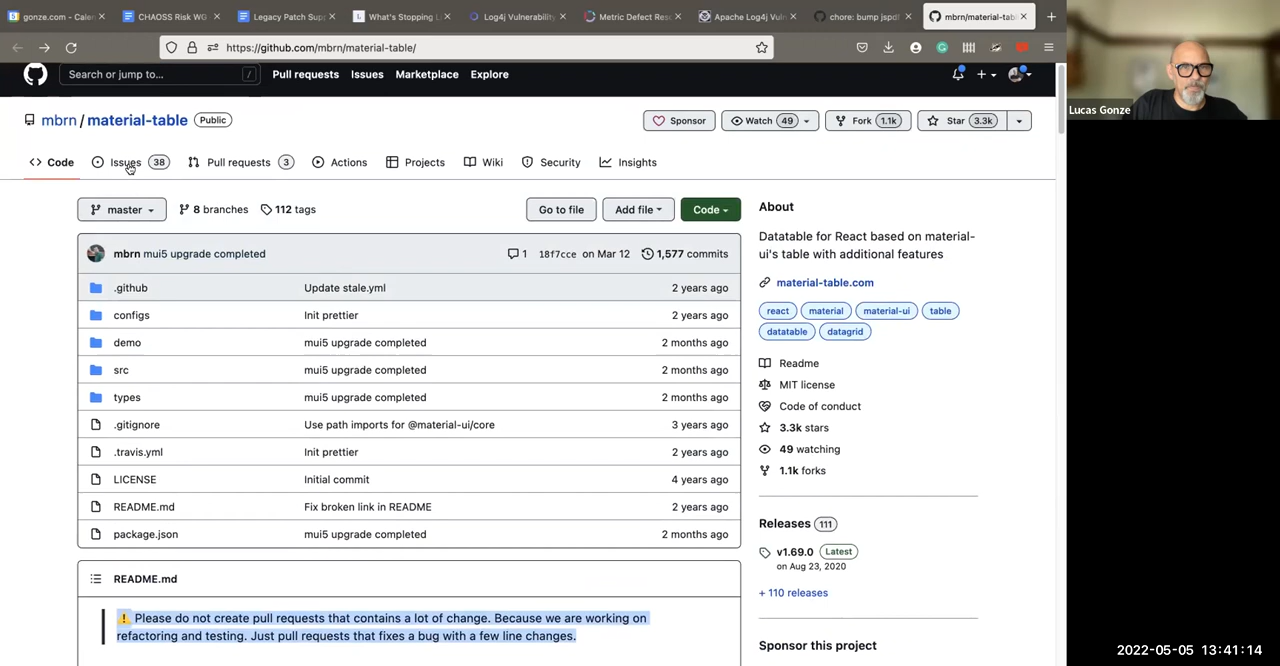 gonze.com - Calen
CHAOSS Risk WG
Legacy Patch Sup
What's Stopping L
Log4j Vulnerability
Metric Defect Res
Apache Log4j Vuln
chore: bump jspdf
mbrn/material-tabl
https://github.com/mbrn/material-table/
Search or jump to... /
Pull requests
Issues
Marketplace
Explore
Lucas Gonze
mbrn / material-table Public
Sponsor
Watch 49
Fork 1.1k
Star 3.3k
Code
Issues 38
Pull requests 3
Actions
Projects
Wiki
Security
Insights
master
8 branches
112 tags
Go to file
Add file
Code
mbrn mui5 upgrade completed 1 18f7cce on Mar 12 1,577 commits
.github Update stale.yml 2 years ago
configs Init prettier 2 years ago
demo mui5 upgrade completed 2 months ago
src mui5 upgrade completed 2 months ago
types mui5 upgrade completed 2 months ago
.gitignore Use path imports for @material-ui/core 3 years ago
.travis.yml Init prettier 2 years ago
LICENSE Initial commit 4 years ago
README.md Fix broken link in README 2 years ago
package.json mui5 upgrade completed 2 months ago
README.md
⚠️ Please do not create pull requests that contains a lot of change. Because we are working on
refactoring and testing. Just pull requests that fixes a bug with a few line changes.
About
Datatable for React based on material-
ui's table with additional features
material-table.com
react material material-ui table
datatable datagrid
Readme
MIT license
Code of conduct
3.3k stars
49 watching
1.1k forks
Releases 111
v1.69.0 Latest
on Aug 23, 2020
+ 110 releases
Sponsor this project
2022-05-05 13:41:14